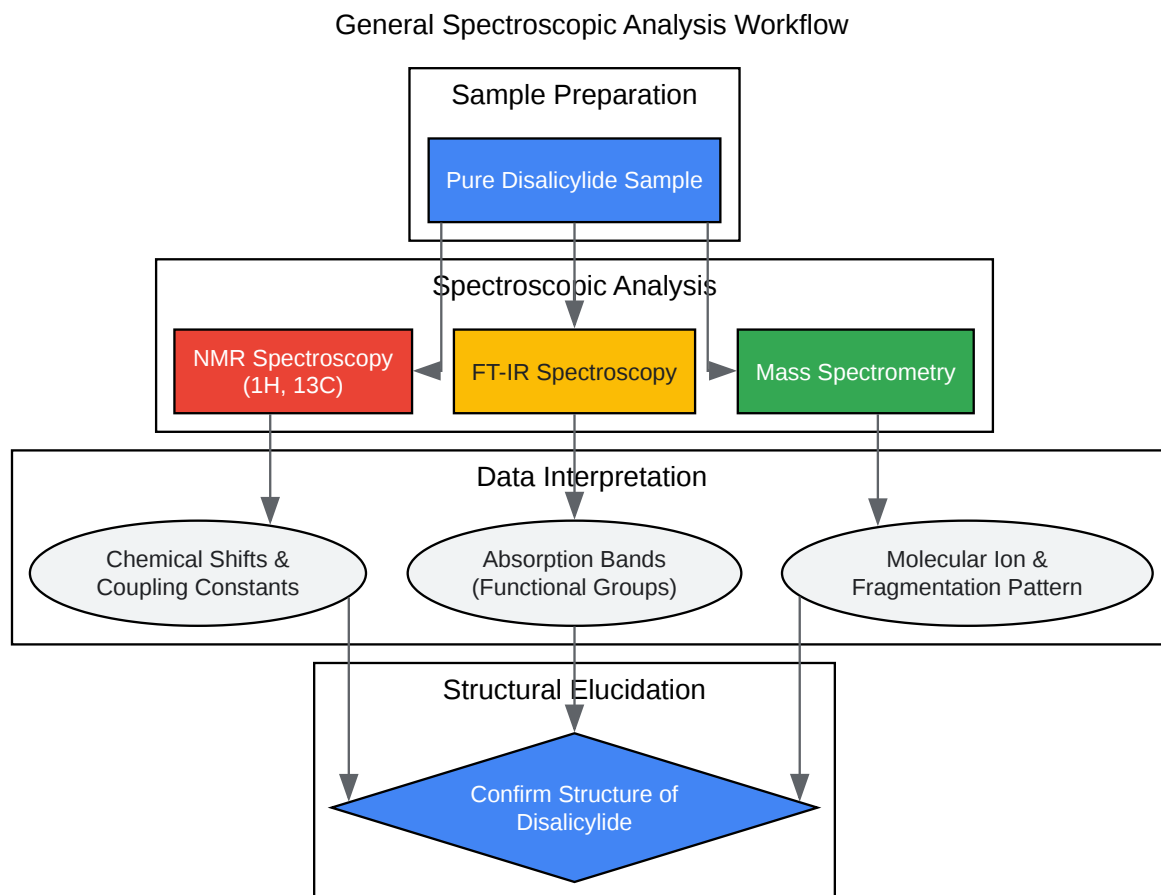 General Spectroscopic Analysis Workflow
Sample Preparation
Pure Disalicylide Sample
Spectroscopic Analysis
NMR Spectroscopy
(1H, 13C)
FT-IR Spectroscopy
Mass Spectrometry
Data Interpretation
Chemical Shifts &
Coupling Constants
Absorption Bands
(Functional Groups)
Molecular Ion &
Fragmentation Pattern
Structural Elucidation
Confirm Structure of
Disalicylide